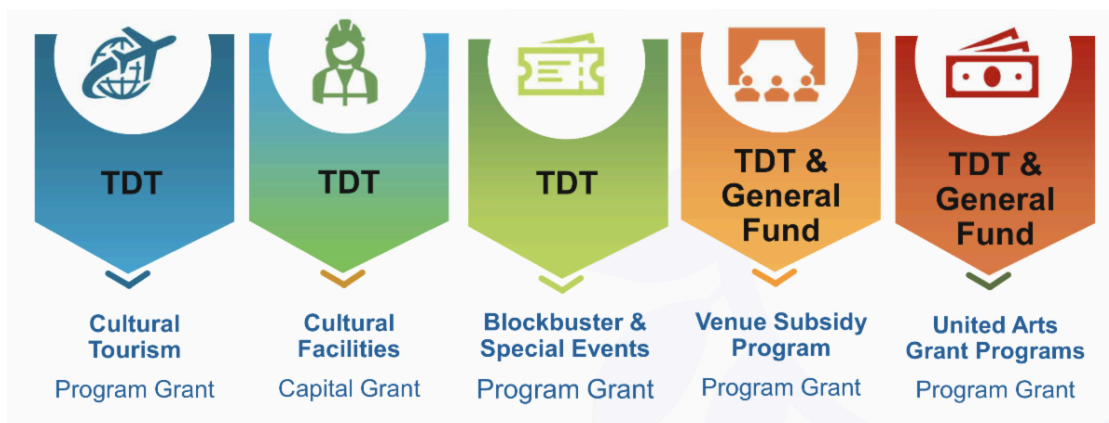 TDT
TDT
TDT
TDT &
General
Fund
TDT &
General
Fund
Cultural
Tourism
Program Grant
Cultural
Facilities
Capital Grant
Blockbuster &
Special Events
Program Grant
Venue Subsidy
Program
Program Grant
United Arts
Grant Programs
Program Grant